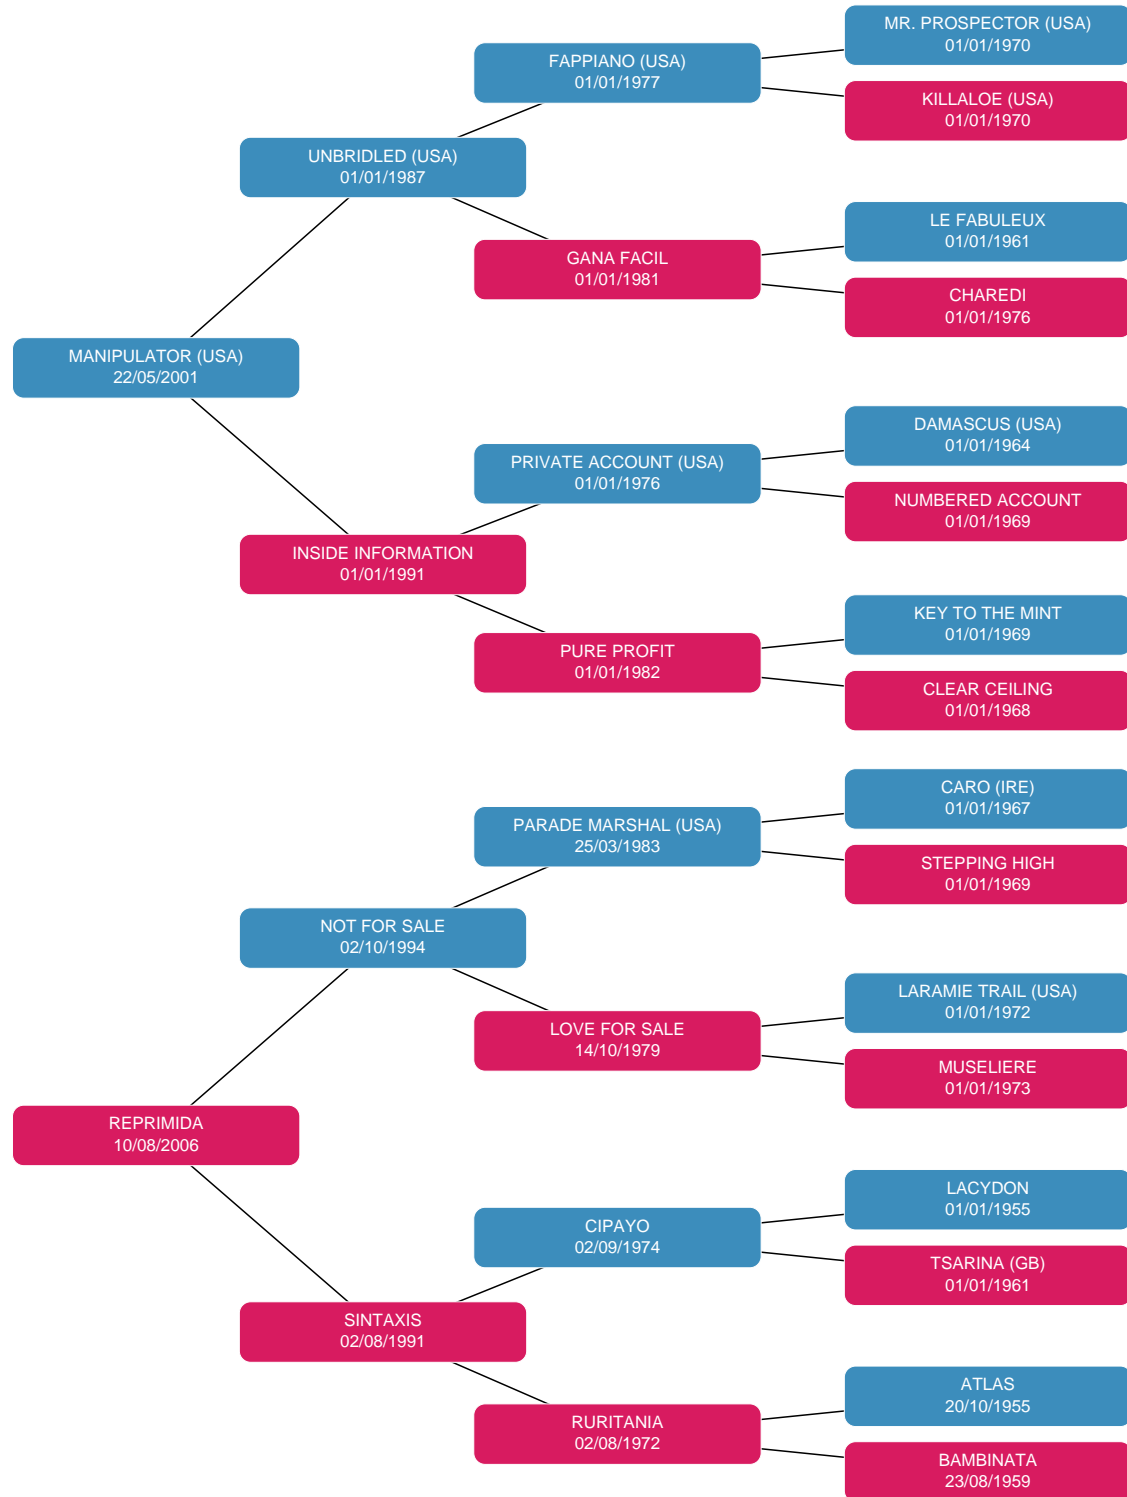 MR. PROSPECTOR (USA)
01/01/1970
FAPPIANO (USA)
01/01/1977
KILLALOE (USA)
01/01/1970
UNBRIDLED (USA)
01/01/1987
LE FABULEUX
01/01/1961
GANA FACIL
01/01/1981
CHAREDI
01/01/1976
MANIPULATOR (USA)
22/05/2001
DAMASCUS (USA)
01/01/1964
PRIVATE ACCOUNT (USA)
01/01/1976
NUMBERED ACCOUNT
01/01/1969
INSIDE INFORMATION
01/01/1991
KEY TO THE MINT
01/01/1969
PURE PROFIT
01/01/1982
CLEAR CEILING
01/01/1968
CARO (IRE)
01/01/1967
PARADE MARSHAL (USA)
25/03/1983
STEPPING HIGH
01/01/1969
NOT FOR SALE
02/10/1994
LARAMIE TRAIL (USA)
01/01/1972
LOVE FOR SALE
14/10/1979
MUSELIERE
01/01/1973
REPRIMIDA
10/08/2006
LACYDON
01/01/1955
CIPAYO
02/09/1974
TSARINA (GB)
01/01/1961
SINTAXIS
02/08/1991
ATLAS
20/10/1955
RURITANIA
02/08/1972
BAMBINATA
23/08/1959